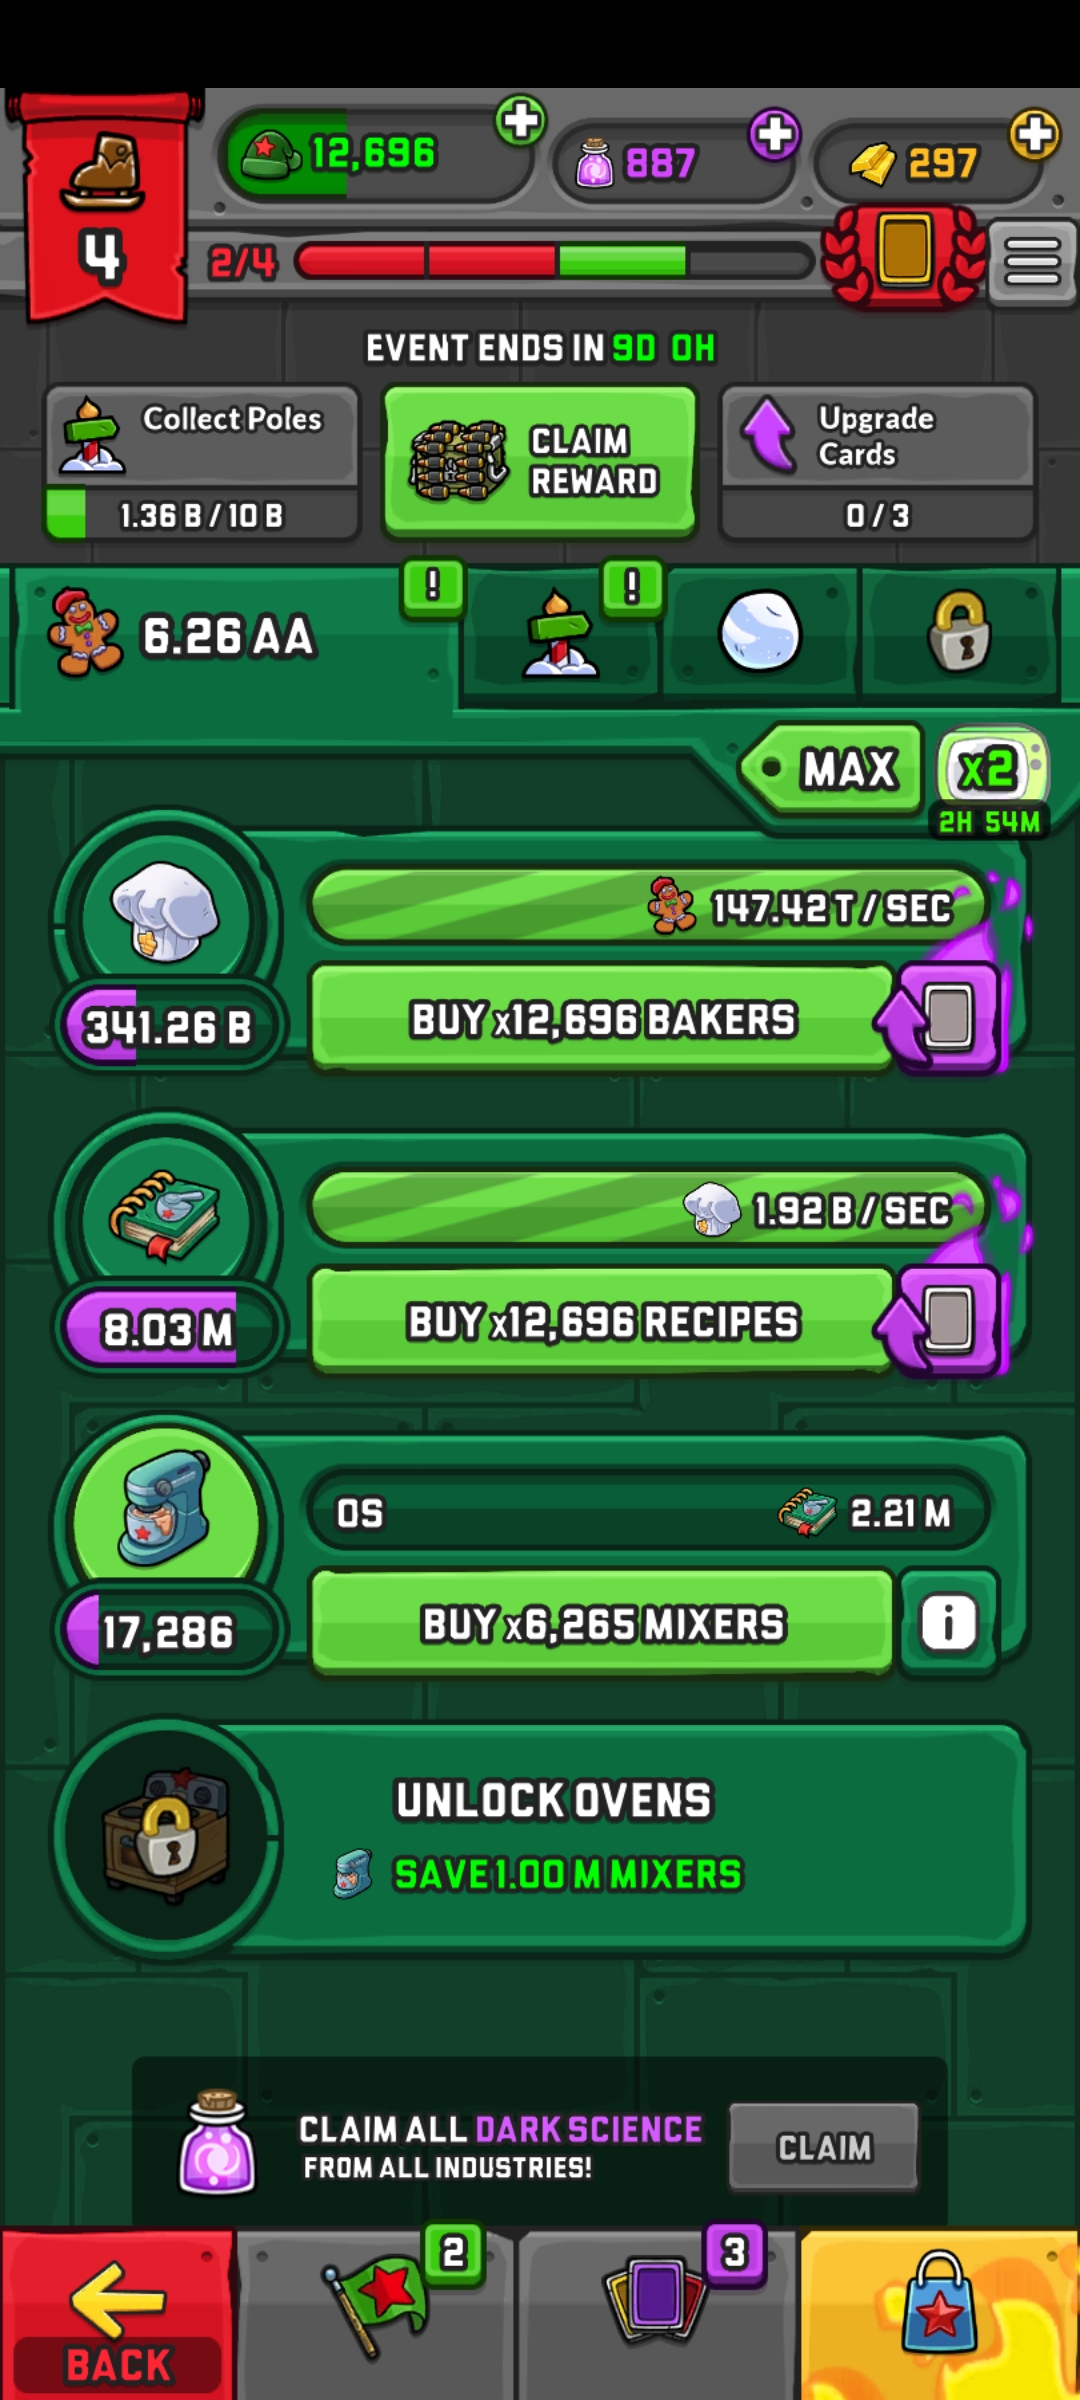 12,696
887
297
4
2/4
EVENT ENDS IN 9D 0H
Collect Poles
1.36 B / 10 B
CLAIM
REWARD
Upgrade
Cards
0 / 3
6.26 AA
!
!
MAX
x2
2H 54M
147.42 T / SEC
341.26 B
BUY x12,696 BAKERS
1.92 B / SEC
8.03 M
BUY x12,696 RECIPES
0S
2.21 M
17,286
BUY x6,265 MIXERS
i
UNLOCK OVENS
SAVE 1.00 M MIXERS
CLAIM ALL DARK SCIENCE
FROM ALL INDUSTRIES!
CLAIM
BACK
2
3